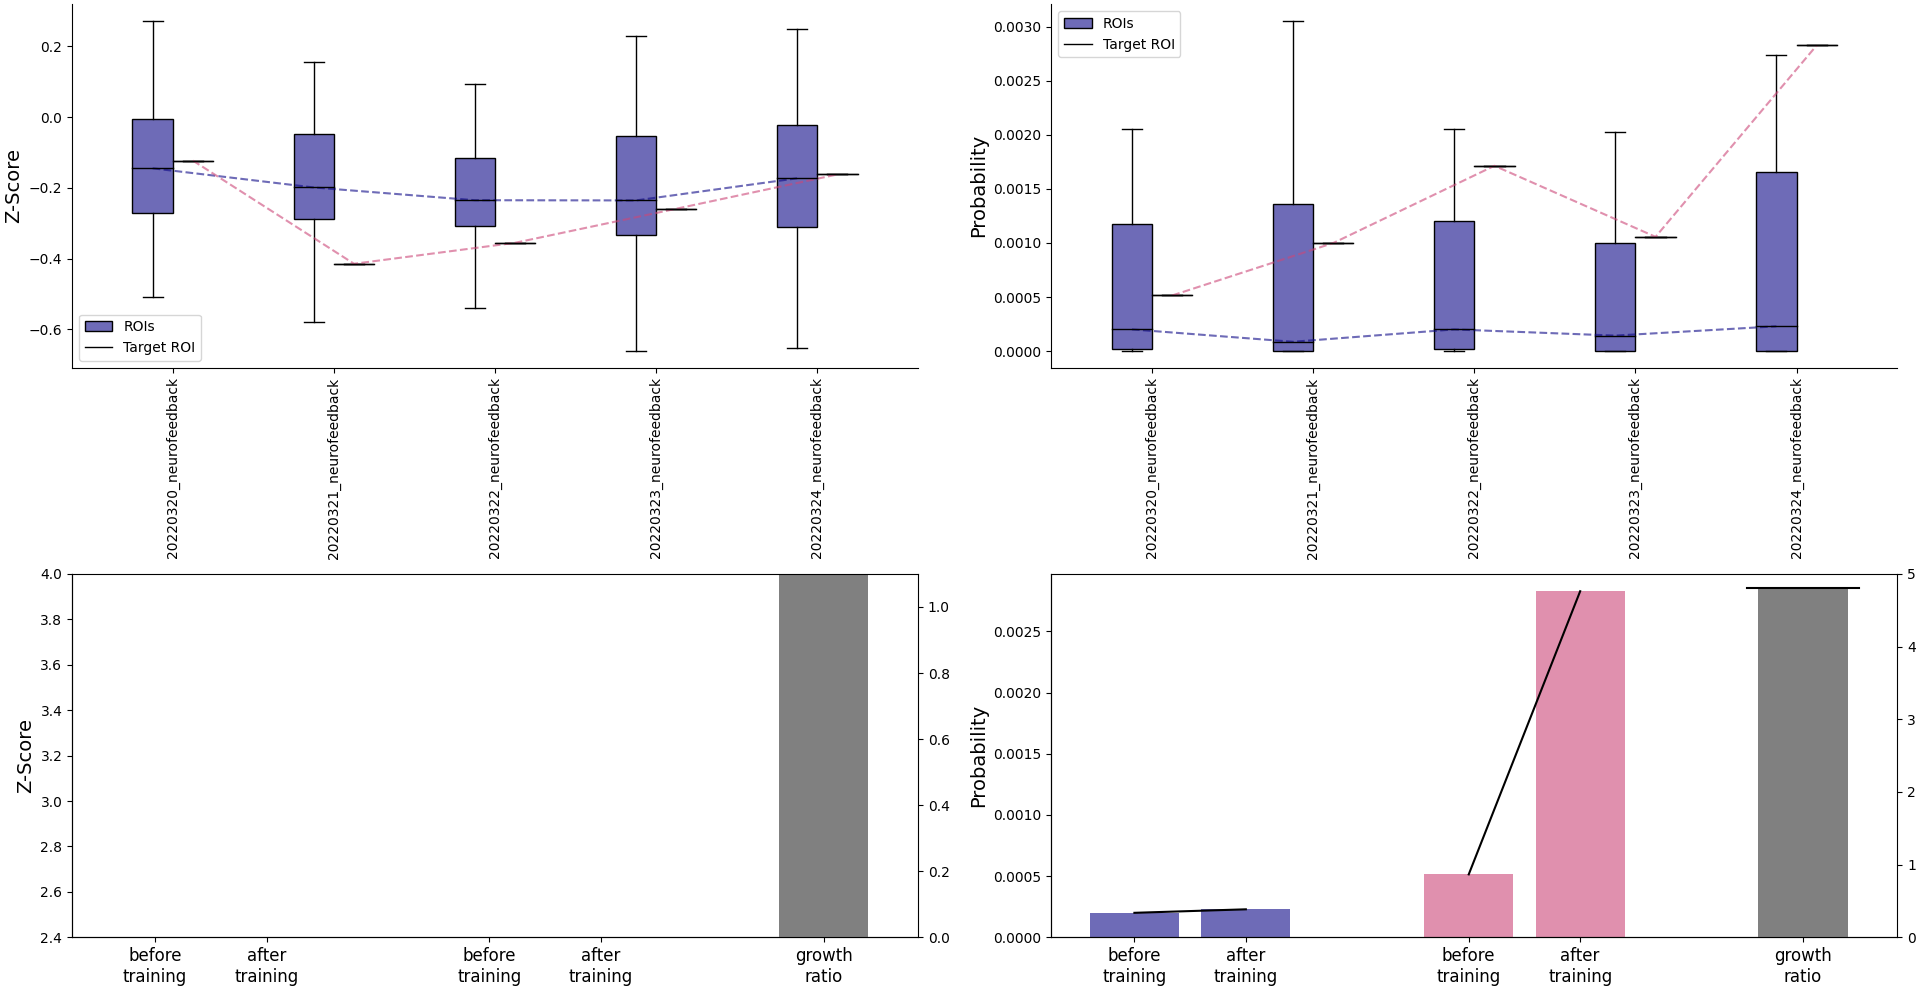 Z-Score
0.2
0.0
−0.2
−0.4
−0.6
ROIs
Target ROI
20220320_neurofeedback
20220321_neurofeedback
20220322_neurofeedback
20220323_neurofeedback
20220324_neurofeedback
Probability
0.0030
0.0025
0.0020
0.0015
0.0010
0.0005
0.0000
ROIs
Target ROI
20220320_neurofeedback
20220321_neurofeedback
20220322_neurofeedback
20220323_neurofeedback
20220324_neurofeedback
Z-Score
4.0
3.8
3.6
3.4
3.2
3.0
2.8
2.6
2.4
before
training
after
training
before
training
after
training
growth
ratio
1.0
0.8
0.6
0.4
0.2
0.0
Probability
0.0025
0.0020
0.0015
0.0010
0.0005
0.0000
before
training
after
training
before
training
after
training
growth
ratio
5
4
3
2
1
0